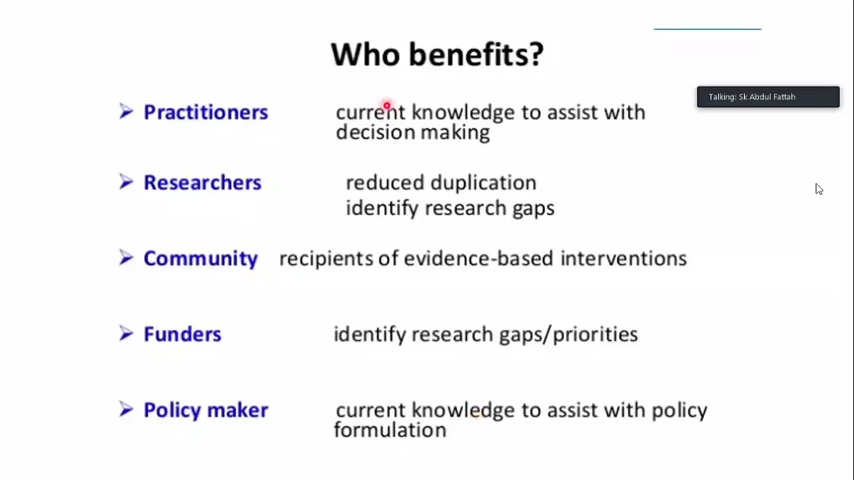 Who benefits?
Talking: Sk Abdul Fattah
➢ Practitioners current knowledge to assist with
decision making
➢ Researchers reduced duplication
identify research gaps
➢ Community recipients of evidence-based interventions
➢ Funders identify research gaps/priorities
➢ Policy maker current knowledge to assist with policy
formulation